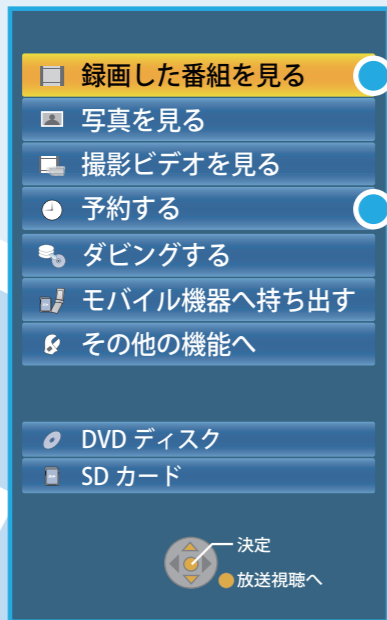 録画した番組を見る
写真を見る
撮影ビデオを見る
予約する
ダビングする
モバイル機器へ持ち出す
その他の機能へ
DVD ディスク
SD カード
決定
放送視聴へ